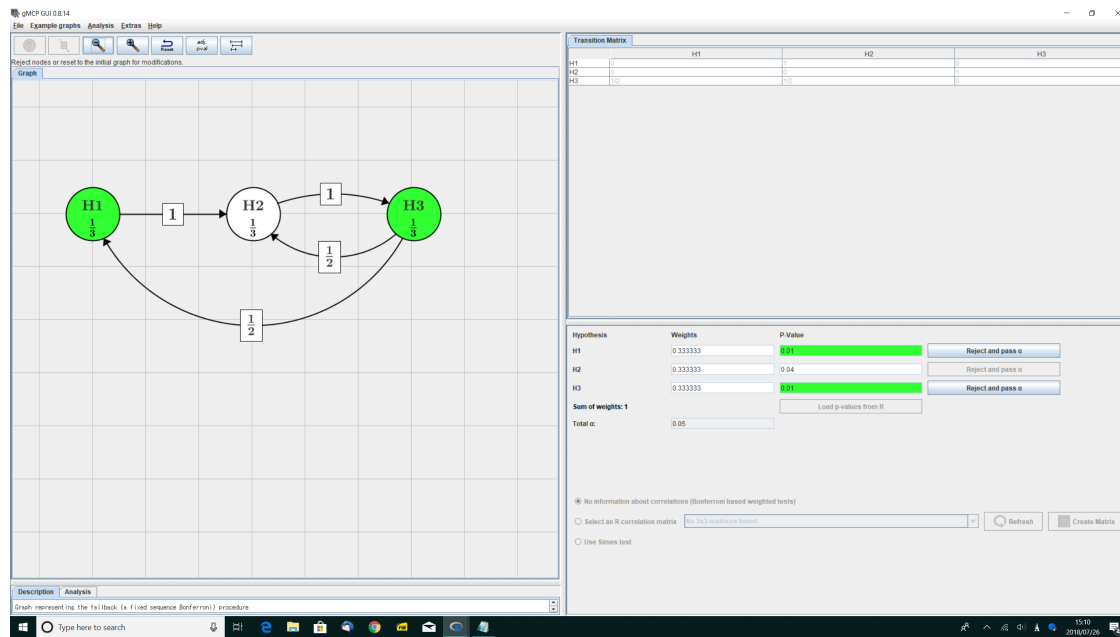 gMCP GUI 0.8.14
File Example graphs Analysis Extras Help
Reset
adj. pval
Reject nodes or reset to the initial graph for modifications.
Graph
H1 1/3
1
H2 1/3
1
H3 1/3
1/2
1/2
Transition Matrix
H1 H2 H3
H1 0 1 0
H2 0 0 1
H3 1/2 1/2 0
Hypothesis Weights P-Value
H1 0.333333 0.01 Reject and pass α
H2 0.333333 0.04 Reject and pass α
H3 0.333333 0.01 Reject and pass α
Sum of weights: 1 Load p-values from R
Total α: 0.05
No information about correlations (Bonferroni based weighted tests)
Select an R correlation matrix No 3x3 matrices found. Refresh Create Matrix
Use Simes test
Description Analysis
Graph representing the fallback (a fixed sequence Bonferroni) procedure
Type here to search
15:10
2018/07/26